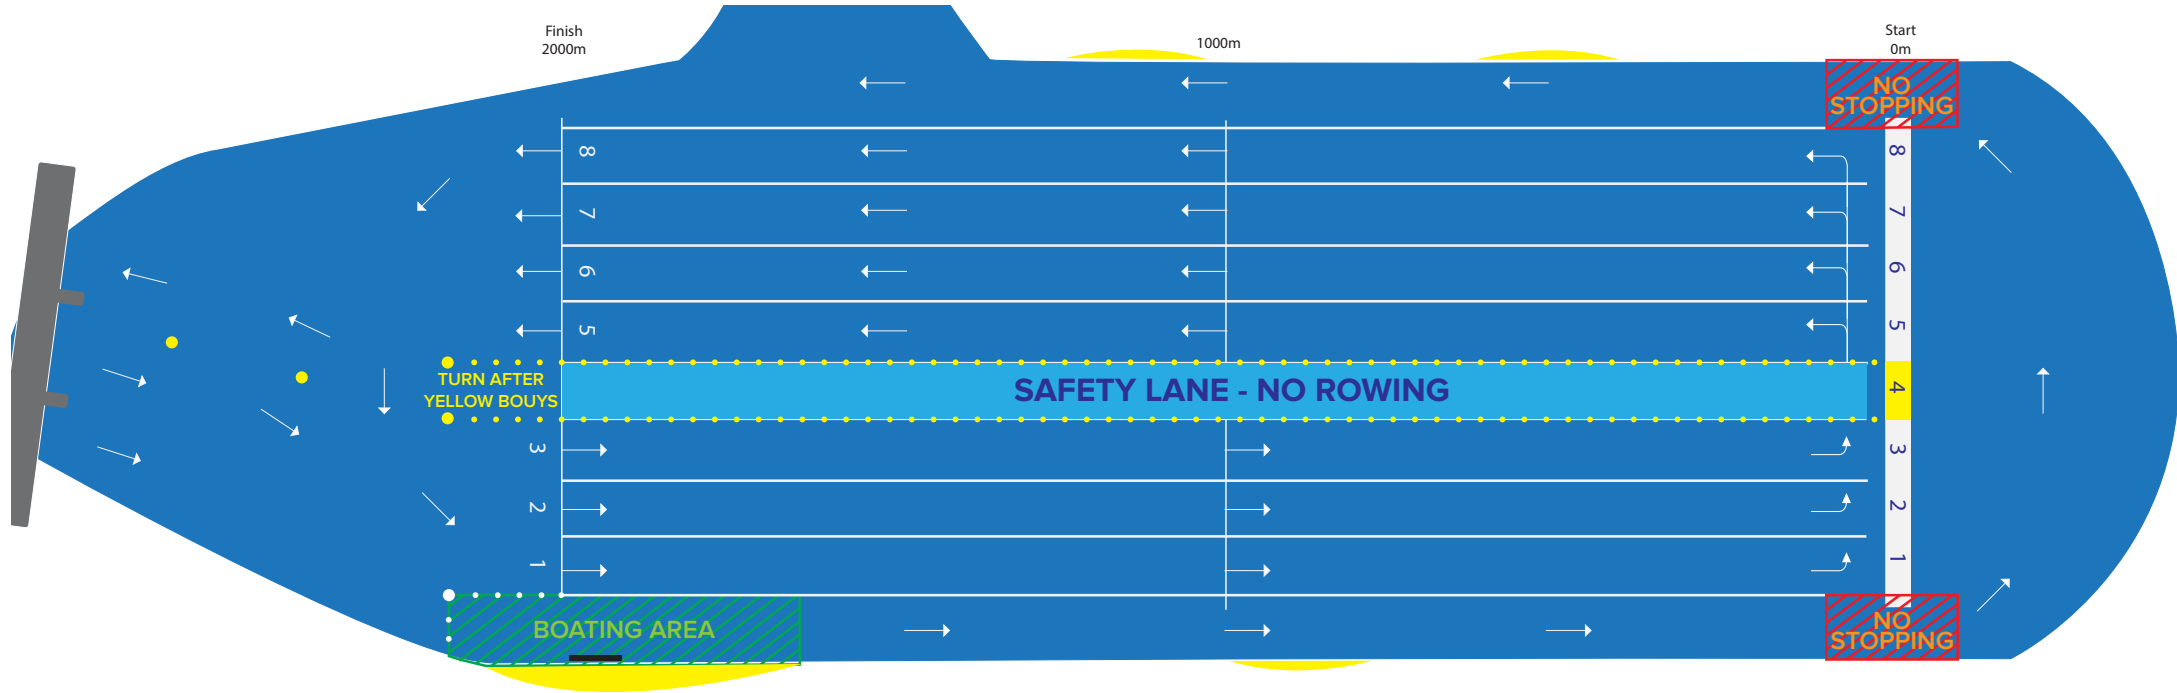 Finish
2000m
1000m
Start
0m
NO
STOPPING
8
8
7
7
6
6
5
5
TURN AFTER
YELLOW BOUYS
SAFETY LANE - NO ROWING
4
3
3
2
2
1
1
BOATING AREA
NO
STOPPING